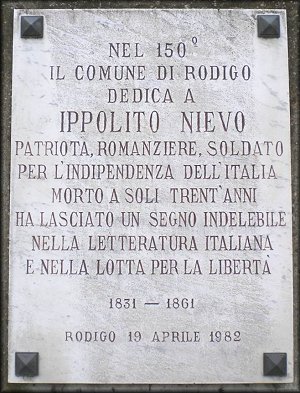 NEL 150°
IL COMUNE DI RODIGO
DEDICA A
IPPOLITO NIEVO
PATRIOTA, ROMANZIERE, SOLDATO
PER L'INDIPENDENZA DELL'ITALIA
MORTO A SOLI TRENT'ANNI
HA LASCIATO UN SEGNO INDELEBILE
NELLA LETTERATURA ITALIANA
E NELLA LOTTA PER LA LIBERTÀ
1831 — 1861
RODIGO 19 APRILE 1982